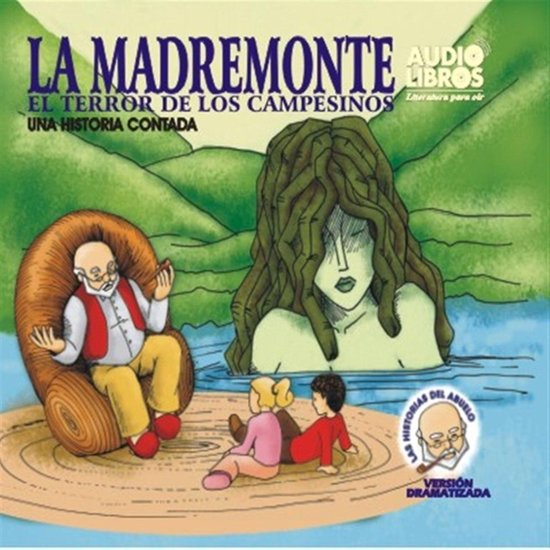 LA MADREMONTE
EL TERROR DE LOS CAMPESINOS
UNA HISTORIA CONTADA
AUDIO
LIBROS
Literatura para oír
LAS HISTORIAS DEL ABUELO
VERSIÓN
DRAMATIZADA